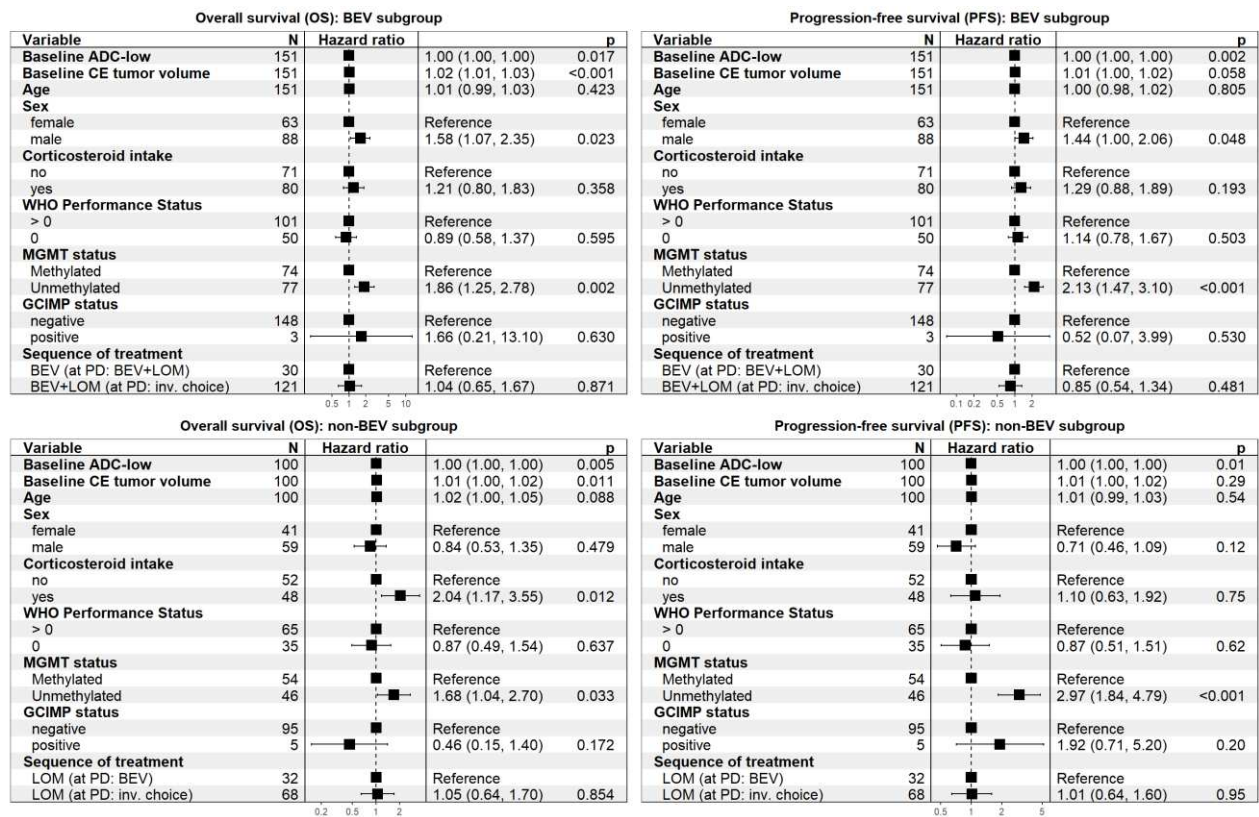 Overall survival (OS): BEV subgroup
Variable N Hazard ratio p
Baseline ADC-low 151 1.00 (1.00, 1.00) 0.017
Baseline CE tumor volume 151 1.02 (1.01, 1.03) <0.001
Age 151 1.01 (0.99, 1.03) 0.423
Sex
female 63 Reference
male 88 1.58 (1.07, 2.35) 0.023
Corticosteroid intake
no 71 Reference
yes 80 1.21 (0.80, 1.83) 0.358
WHO Performance Status
> 0 101 Reference
0 50 0.89 (0.58, 1.37) 0.595
MGMT status
Methylated 74 Reference
Unmethylated 77 1.86 (1.25, 2.78) 0.002
GCIMP status
negative 148 Reference
positive 3 1.66 (0.21, 13.10) 0.630
Sequence of treatment
BEV (at PD: BEV+LOM) 30 Reference
BEV+LOM (at PD: inv. choice) 121 1.04 (0.65, 1.67) 0.871
0.5 1 2 5 10
Progression-free survival (PFS): BEV subgroup
Variable N Hazard ratio p
Baseline ADC-low 151 1.00 (1.00, 1.00) 0.002
Baseline CE tumor volume 151 1.01 (1.00, 1.02) 0.058
Age 151 1.00 (0.98, 1.02) 0.805
Sex
female 63 Reference
male 88 1.44 (1.00, 2.06) 0.048
Corticosteroid intake
no 71 Reference
yes 80 1.29 (0.88, 1.89) 0.193
WHO Performance Status
> 0 101 Reference
0 50 1.14 (0.78, 1.67) 0.503
MGMT status
Methylated 74 Reference
Unmethylated 77 2.13 (1.47, 3.10) <0.001
GCIMP status
negative 148 Reference
positive 3 0.52 (0.07, 3.99) 0.530
Sequence of treatment
BEV (at PD: BEV+LOM) 30 Reference
BEV+LOM (at PD: inv. choice) 121 0.85 (0.54, 1.34) 0.481
0.1 0.2 0.5 1 2
Overall survival (OS): non-BEV subgroup
Variable N Hazard ratio p
Baseline ADC-low 100 1.00 (1.00, 1.00) 0.005
Baseline CE tumor volume 100 1.01 (1.00, 1.02) 0.011
Age 100 1.02 (1.00, 1.05) 0.088
Sex
female 41 Reference
male 59 0.84 (0.53, 1.35) 0.479
Corticosteroid intake
no 52 Reference
yes 48 2.04 (1.17, 3.55) 0.012
WHO Performance Status
> 0 65 Reference
0 35 0.87 (0.49, 1.54) 0.637
MGMT status
Methylated 54 Reference
Unmethylated 46 1.68 (1.04, 2.70) 0.033
GCIMP status
negative 95 Reference
positive 5 0.46 (0.15, 1.40) 0.172
Sequence of treatment
LOM (at PD: BEV) 32 Reference
LOM (at PD: inv. choice) 68 1.05 (0.64, 1.70) 0.854
0.2 0.5 1 2
Progression-free survival (PFS): non-BEV subgroup
Variable N Hazard ratio p
Baseline ADC-low 100 1.00 (1.00, 1.00) 0.01
Baseline CE tumor volume 100 1.01 (1.00, 1.02) 0.29
Age 100 1.01 (0.99, 1.03) 0.54
Sex
female 41 Reference
male 59 0.71 (0.46, 1.09) 0.12
Corticosteroid intake
no 52 Reference
yes 48 1.10 (0.63, 1.92) 0.75
WHO Performance Status
> 0 65 Reference
0 35 0.87 (0.51, 1.51) 0.62
MGMT status
Methylated 54 Reference
Unmethylated 46 2.97 (1.84, 4.79) <0.001
GCIMP status
negative 95 Reference
positive 5 1.92 (0.71, 5.20) 0.20
Sequence of treatment
LOM (at PD: BEV) 32 Reference
LOM (at PD: inv. choice) 68 1.01 (0.64, 1.60) 0.95
0.5 1 2 5